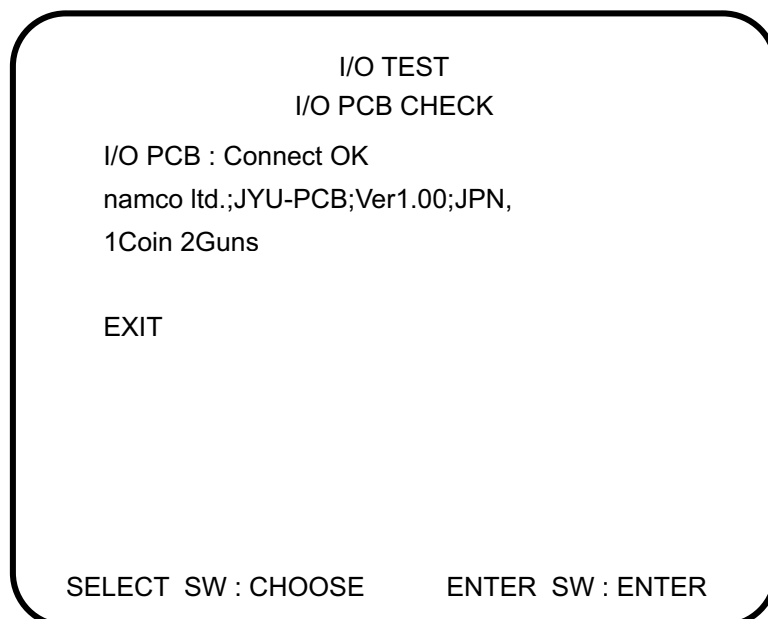 I/O TEST
I/O PCB CHECK
I/O PCB : Connect OK
namco ltd.;JYU-PCB;Ver1.00;JPN,
1Coin 2Guns
EXIT
SELECT SW : CHOOSE ENTER SW : ENTER